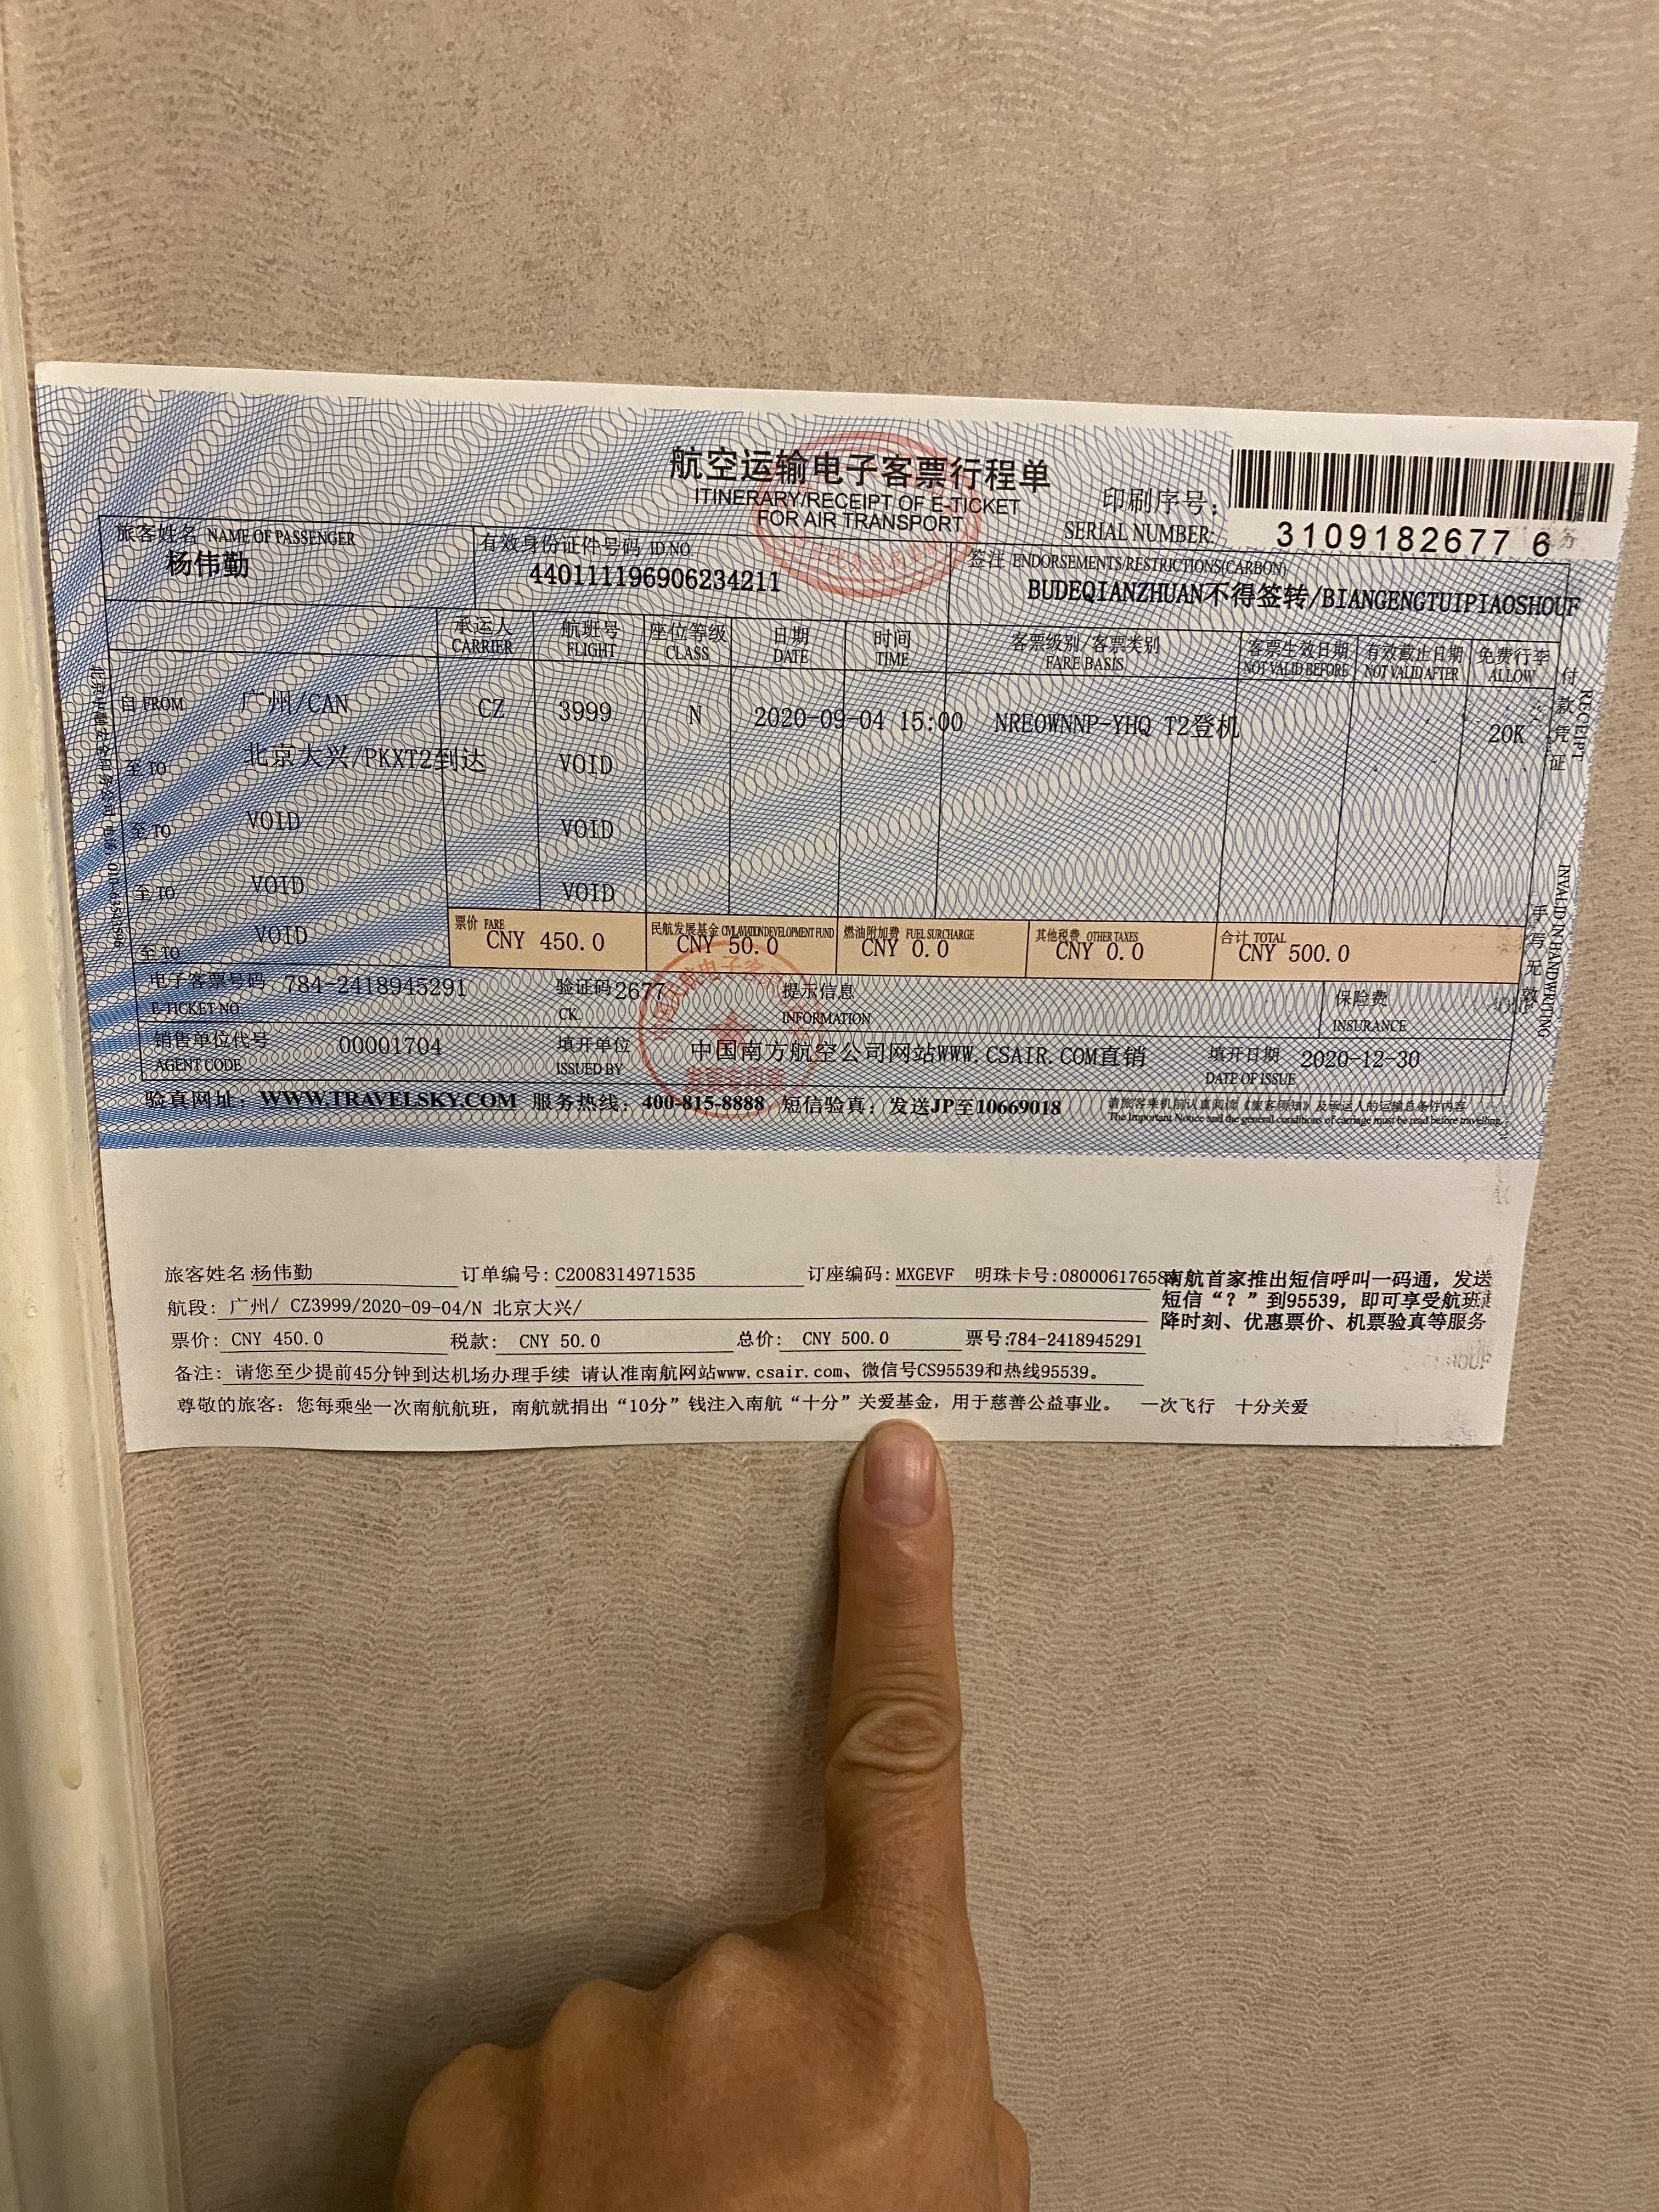 航空运输电子客票行程单
ITINERARY/RECEIPT OF E-TICKET
FOR AIR TRANSPORT
印刷序号:
SERIAL NUMBER:
3109182677 6
旅客姓名 NAME OF PASSENGER
杨伟勤
有效身份证件号码 ID.NO.
440111196906234211
签注 ENDORSEMENTS/RESTRICTIONS(CARBON)
BUDEQIANZHUAN不得签转/BIANGENGTUIPIAOSHOUF
承运人 CARRIER
航班号 FLIGHT
座位等级 CLASS
日期 DATE
时间 TIME
客票级别/客票类别 FARE BASIS
客票生效日期 NOT VALID BEFORE
有效截止日期 NOT VALID AFTER
免费行李 ALLOW
自 FROM 广州/CAN CZ 3999 N 2020-09-04 15:00 NREOWNNP-YHQ T2登机 20K
至 TO 北京大兴/PKXT2到达 VOID
至 TO VOID VOID
至 TO VOID VOID
至 TO VOID
票价 FARE CNY 450.0
民航发展基金 CIVIL AVIATION DEVELOPMENT FUND CNY 50.0
燃油附加费 FUEL SURCHARGE CNY 0.0
其他税费 OTHER TAXES CNY 0.0
合计 TOTAL CNY 500.0
电子客票号码 E-TICKET NO. 784-2418945291
验证码 CK. 2677
提示信息 INFORMATION
保险费 INSURANCE
销售单位代号 AGENT CODE 00001704
填开单位 ISSUED BY 中国南方航空公司网站WWW.CSAIR.COM直销
填开日期 DATE OF ISSUE 2020-12-30
验真网址: WWW.TRAVELSKY.COM 服务热线: 400-815-8888 短信验真: 发送JP至10669018
请旅客乘机前认真阅读《旅客须知》及承运人的运输总条件内容
The Important Notice and the general conditions of carriage must be read before travelling.
付款凭证 RECEIPT
手写无效 INVALID IN HANDWRITING
旅客姓名:杨伟勤 订单编号:C2008314971535 订座编码:MXGEVF 明珠卡号:0800061765
航段: 广州/ CZ3999/2020-09-04/N 北京大兴/
票价: CNY 450.0 税款: CNY 50.0 总价: CNY 500.0 票号:784-2418945291
备注: 请您至少提前45分钟到达机场办理手续 请认准南航网站www.csair.com、微信号CS95539和热线95539。
尊敬的旅客: 您每乘坐一次南航航班, 南航就捐出“10分”钱注入南航“十分”关爱基金, 用于慈善公益事业。 一次飞行 十分关爱
南航首家推出短信呼叫一码通, 发送
短信“?”到95539, 即可享受航班起
降时刻、优惠票价、机票验真等服务